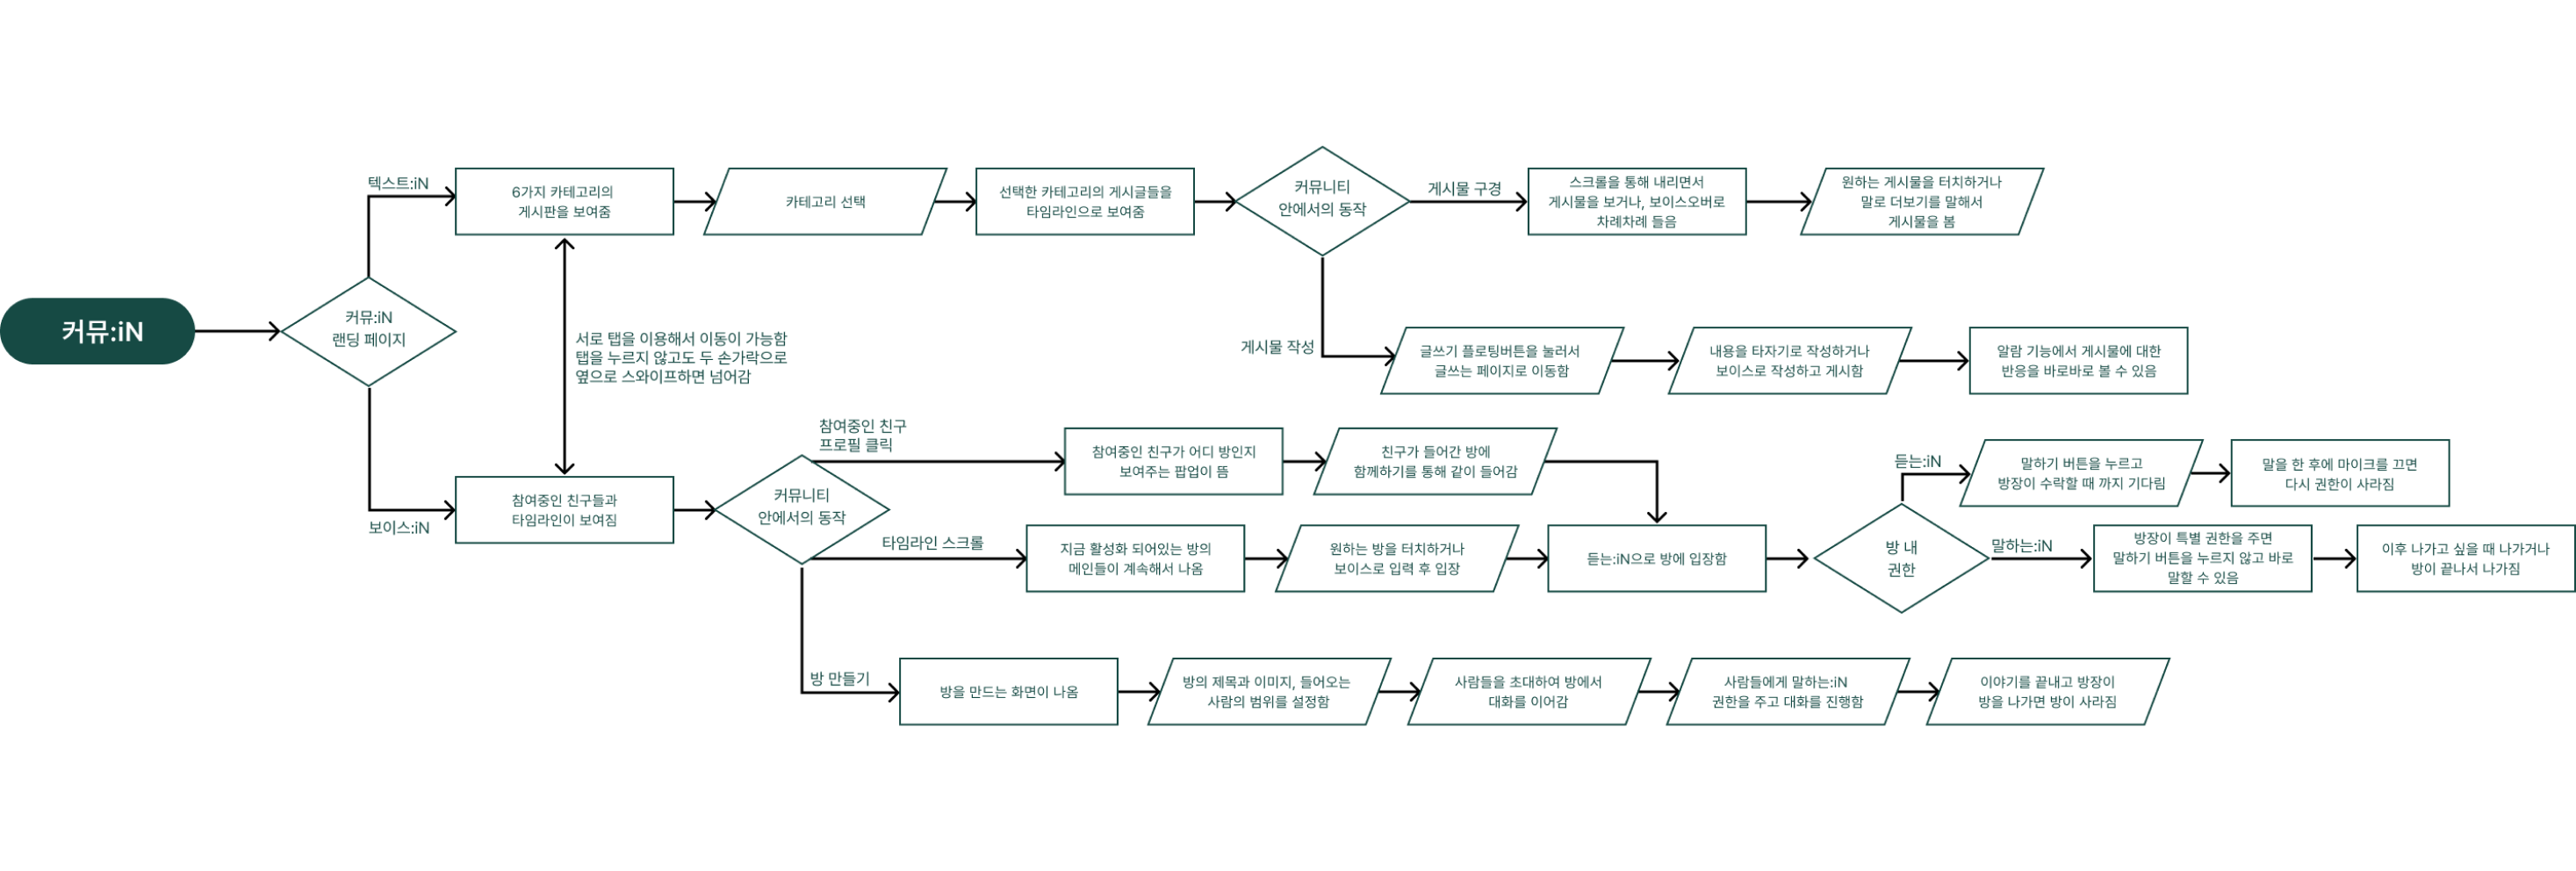 커뮤:iN
커뮤:iN
랜딩 페이지
텍스트:iN
6가지 카테고리의
게시판을 보여줌
카테고리 선택
선택한 카테고리의 게시글들을
타임라인으로 보여줌
커뮤니티
안에서의 동작
게시물 구경
스크롤을 통해 내리면서
게시물을 보거나, 보이스오버로
차례차례 들음
원하는 게시물을 터치하거나
말로 더보기를 말해서
게시물을 봄
게시물 작성
글쓰기 플로팅버튼을 눌러서
글쓰는 페이지로 이동함
내용을 타자기로 작성하거나
보이스로 작성하고 게시함
알람 기능에서 게시물에 대한
반응을 바로바로 볼 수 있음
서로 탭을 이용해서 이동이 가능함
탭을 누르지 않고도 두 손가락으로
옆으로 스와이프하면 넘어감
보이스:iN
참여중인 친구들과
타임라인이 보여짐
커뮤니티
안에서의 동작
참여중인 친구
프로필 클릭
참여중인 친구가 어디 방인지
보여주는 팝업이 뜸
친구가 들어간 방에
함께하기를 통해 같이 들어감
타임라인 스크롤
지금 활성화 되어있는 방의
메인들이 계속해서 나옴
원하는 방을 터치하거나
보이스로 입력 후 입장
듣는:iN으로 방에 입장함
방 내
권한
듣는:iN
말하기 버튼을 누르고
방장이 수락할 때 까지 기다림
말을 한 후에 마이크를 끄면
다시 권한이 사라짐
말하는:iN
방장이 특별 권한을 주면
말하기 버튼을 누르지 않고 바로
말할 수 있음
이후 나가고 싶을 때 나가거나
방이 끝나서 나가짐
방 만들기
방을 만드는 화면이 나옴
방의 제목과 이미지, 들어오는
사람의 범위를 설정함
사람들을 초대하여 방에서
대화를 이어감
사람들에게 말하는:iN
권한을 주고 대화를 진행함
이야기를 끝내고 방장이
방을 나가면 방이 사라짐